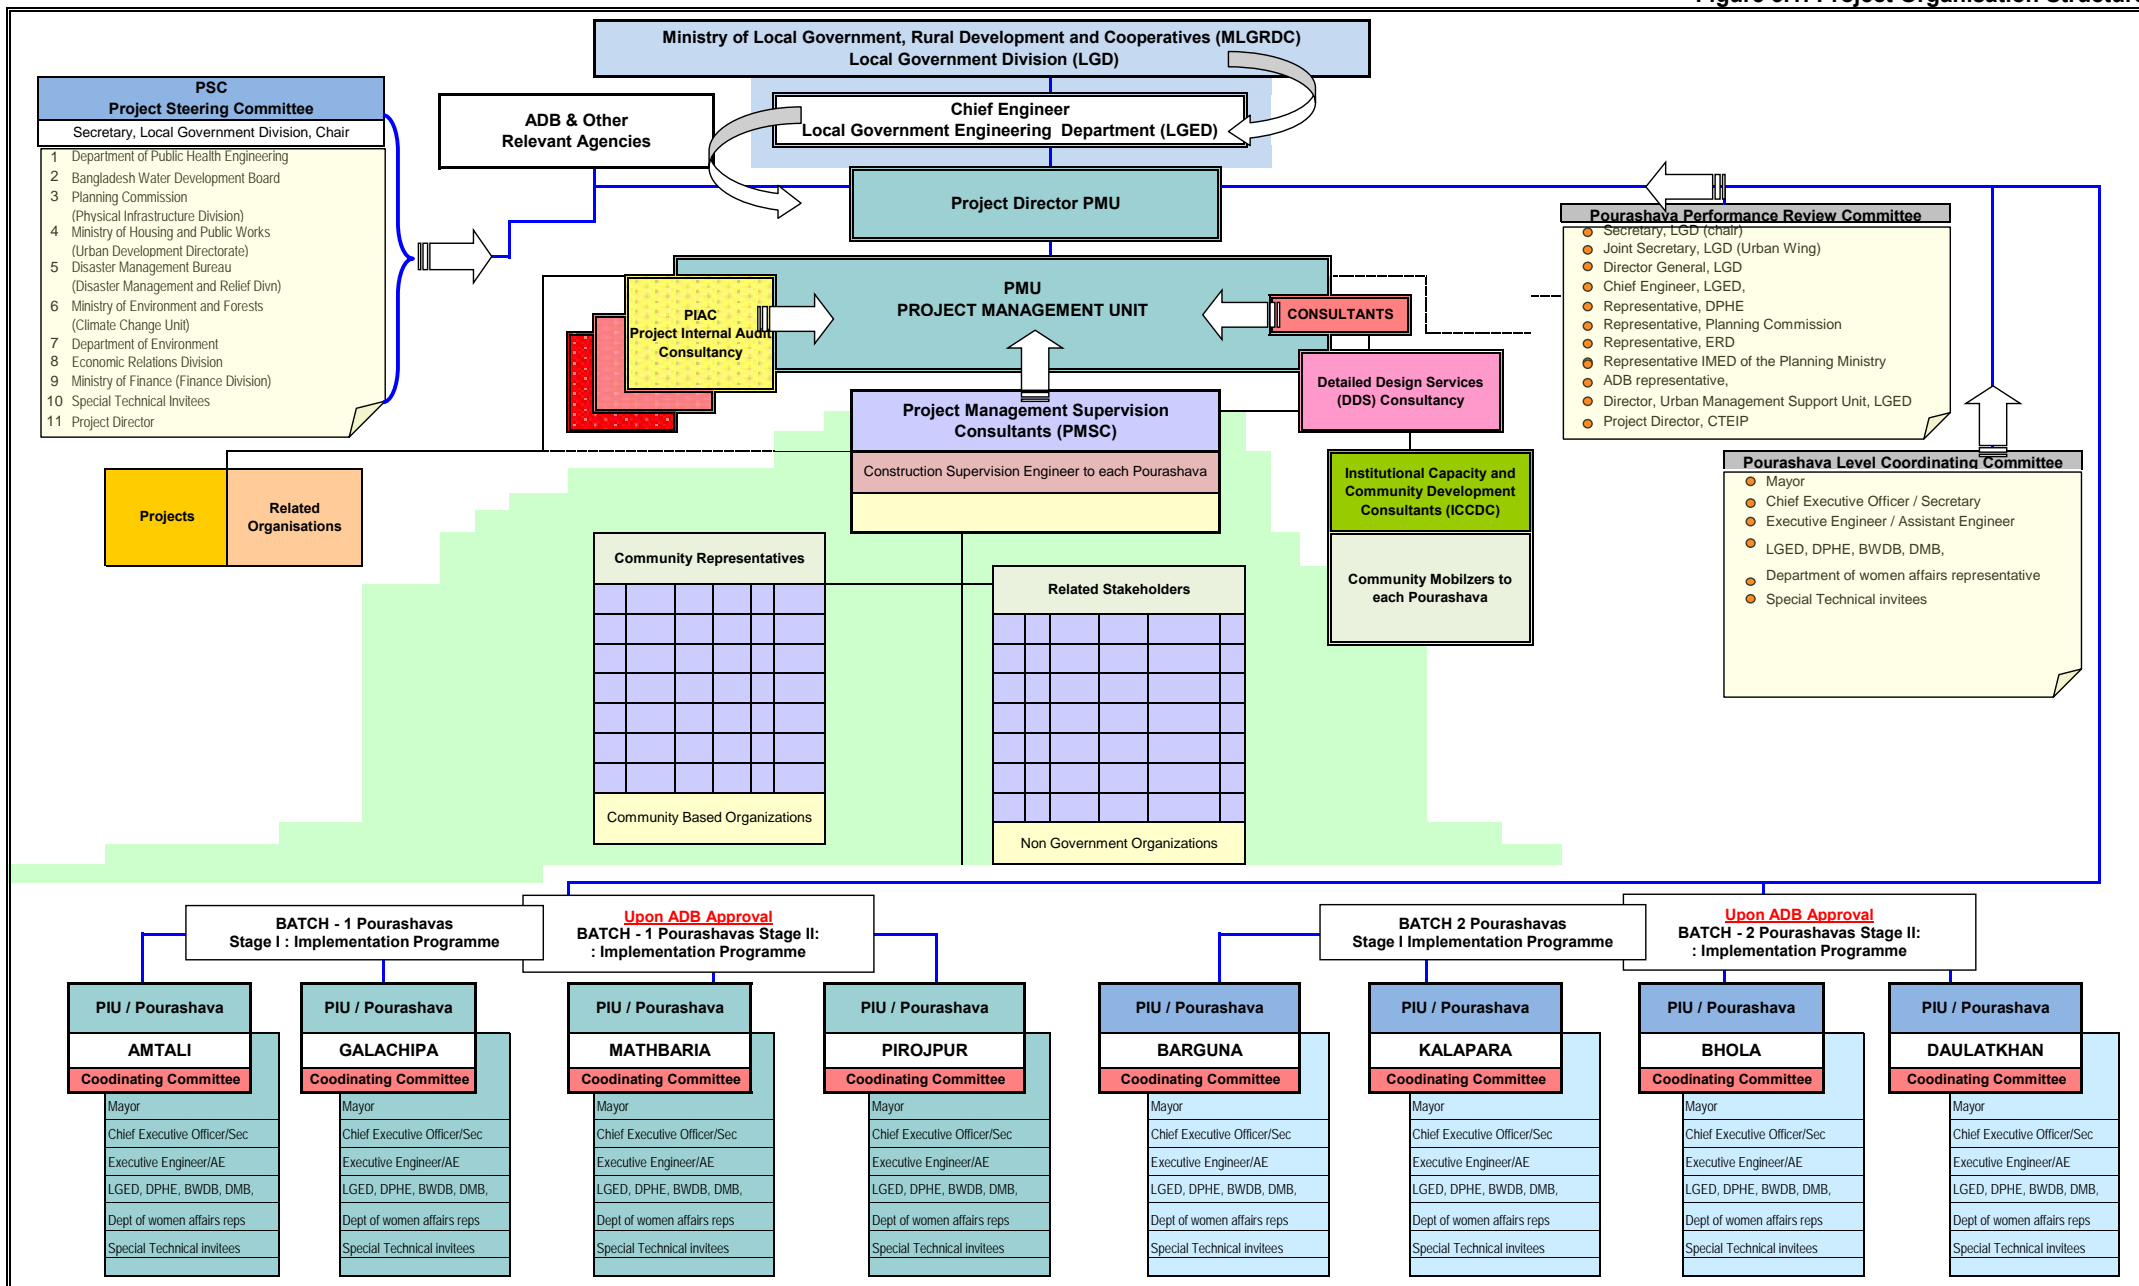 Figure 3.1: Project Organisation Structure
Ministry of Local Government, Rural Development and Cooperatives (MLGRDC)
Local Government Division (LGD)
PSC
Project Steering Committee
Secretary, Local Government Division, Chair
1 Department of Public Health Engineering
2 Bangladesh Water Development Board
3 Planning Commission
(Physical Infrastructure Division)
4 Ministry of Housing and Public Works
(Urban Development Directorate)
5 Disaster Management Bureau
(Disaster Management and Relief Divn)
6 Ministry of Environment and Forests
(Climate Change Unit)
7 Department of Environment
8 Economic Relations Division
9 Ministry of Finance (Finance Division)
10 Special Technical Invitees
11 Project Director
ADB & Other
Relevant Agencies
Chief Engineer
Local Government Engineering Department (LGED)
Project Director PMU
PMU
PROJECT MANAGEMENT UNIT
PIAC
Project Internal Audit
Consultancy
CONSULTANTS
Detailed Design Services
(DDS) Consultancy
Project Management Supervision
Consultants (PMSC)
Construction Supervision Engineer to each Pourashava
Institutional Capacity and
Community Development
Consultants (ICCDC)
Community Mobilzers to
each Pourashava
Pourashava Performance Review Committee
Secretary, LGD (chair)
Joint Secretary, LGD (Urban Wing)
Director General, LGD
Chief Engineer, LGED,
Representative, DPHE
Representative, Planning Commission
Representative, ERD
Representative IMED of the Planning Ministry
ADB representative,
Director, Urban Management Support Unit, LGED
Project Director, CTEIP
Pourashava Level Coordinating Committee
Mayor
Chief Executive Officer / Secretary
Executive Engineer / Assistant Engineer
LGED, DPHE, BWDB, DMB,
Department of women affairs representative
Special Technical invitees
Projects
Related
Organisations
Community Representatives
Community Based Organizations
Related Stakeholders
Non Government Organizations
BATCH - 1 Pourashavas
Stage I : Implementation Programme
Upon ADB Approval
BATCH - 1 Pourashavas Stage II:
: Implementation Programme
BATCH 2 Pourashavas
Stage I Implementation Programme
Upon ADB Approval
BATCH - 2 Pourashavas Stage II:
: Implementation Programme
PIU / Pourashava
AMTALI
Coodinating Committee
Mayor
Chief Executive Officer/Sec
Executive Engineer/AE
LGED, DPHE, BWDB, DMB,
Dept of women affairs reps
Special Technical invitees
PIU / Pourashava
GALACHIPA
Coodinating Committee
Mayor
Chief Executive Officer/Sec
Executive Engineer/AE
LGED, DPHE, BWDB, DMB,
Dept of women affairs reps
Special Technical invitees
PIU / Pourashava
MATHBARIA
Coodinating Committee
Mayor
Chief Executive Officer/Sec
Executive Engineer/AE
LGED, DPHE, BWDB, DMB,
Dept of women affairs reps
Special Technical invitees
PIU / Pourashava
PIROJPUR
Coodinating Committee
Mayor
Chief Executive Officer/Sec
Executive Engineer/AE
LGED, DPHE, BWDB, DMB,
Dept of women affairs reps
Special Technical invitees
PIU / Pourashava
BARGUNA
Coodinating Committee
Mayor
Chief Executive Officer/Sec
Executive Engineer/AE
LGED, DPHE, BWDB, DMB,
Dept of women affairs reps
Special Technical invitees
PIU / Pourashava
KALAPARA
Coodinating Committee
Mayor
Chief Executive Officer/Sec
Executive Engineer/AE
LGED, DPHE, BWDB, DMB,
Dept of women affairs reps
Special Technical invitees
PIU / Pourashava
BHOLA
Coodinating Committee
Mayor
Chief Executive Officer/Sec
Executive Engineer/AE
LGED, DPHE, BWDB, DMB,
Dept of women affairs reps
Special Technical invitees
PIU / Pourashava
DAULATKHAN
Coodinating Committee
Mayor
Chief Executive Officer/Sec
Executive Engineer/AE
LGED, DPHE, BWDB, DMB,
Dept of women affairs reps
Special Technical invitees